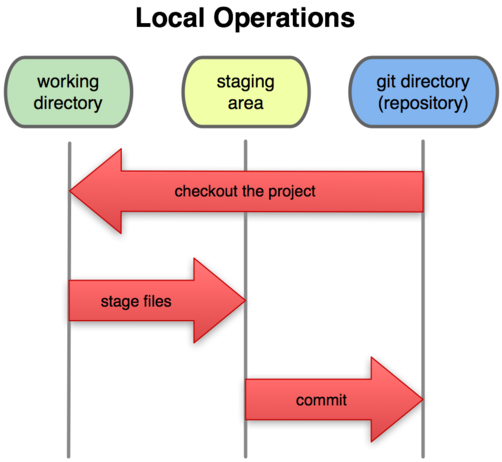 Local Operations
working
directory
staging
area
git directory
(repository)
checkout the project
stage files
commit